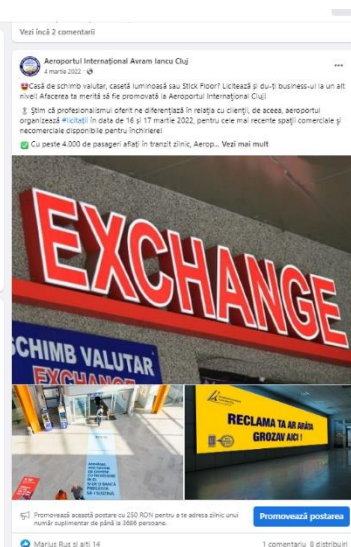 Vezi încă 2 comentarii
Aeroportul Internațional Avram Iancu Cluj
4 martie 2022
Casă de schimb valutar, casetă luminoasă sau Stick Floor? Licitează și du-ți business-ul la un alt
nivel! Afacerea ta merită să fie promovată la Aeroportul Internațional Cluj!
Știm că profesionalismul oferit ne diferențiază în relația cu clienții, de aceea, aeroportul
organizează #licitații în data de 16 și 17 martie 2022, pentru cele mai recente spații comerciale și
necomerciale disponibile pentru închiriere!
Cu peste 4.000 de pasageri aflați în tranzit zilnic, Aerop... Vezi mai mult
EXCHANGE
SCHIMB VALUTAR
EXCHANGE
RECLAMA TA AR ARĂTA
GROZAV AICI !
Promovează această postare cu 250 RON pentru a te adresa zilnic unui
număr suplimentar de până la 3686 persoane.
Promovează postarea
Marius Rus și alți 14
1 comentariu 8 distribuiri